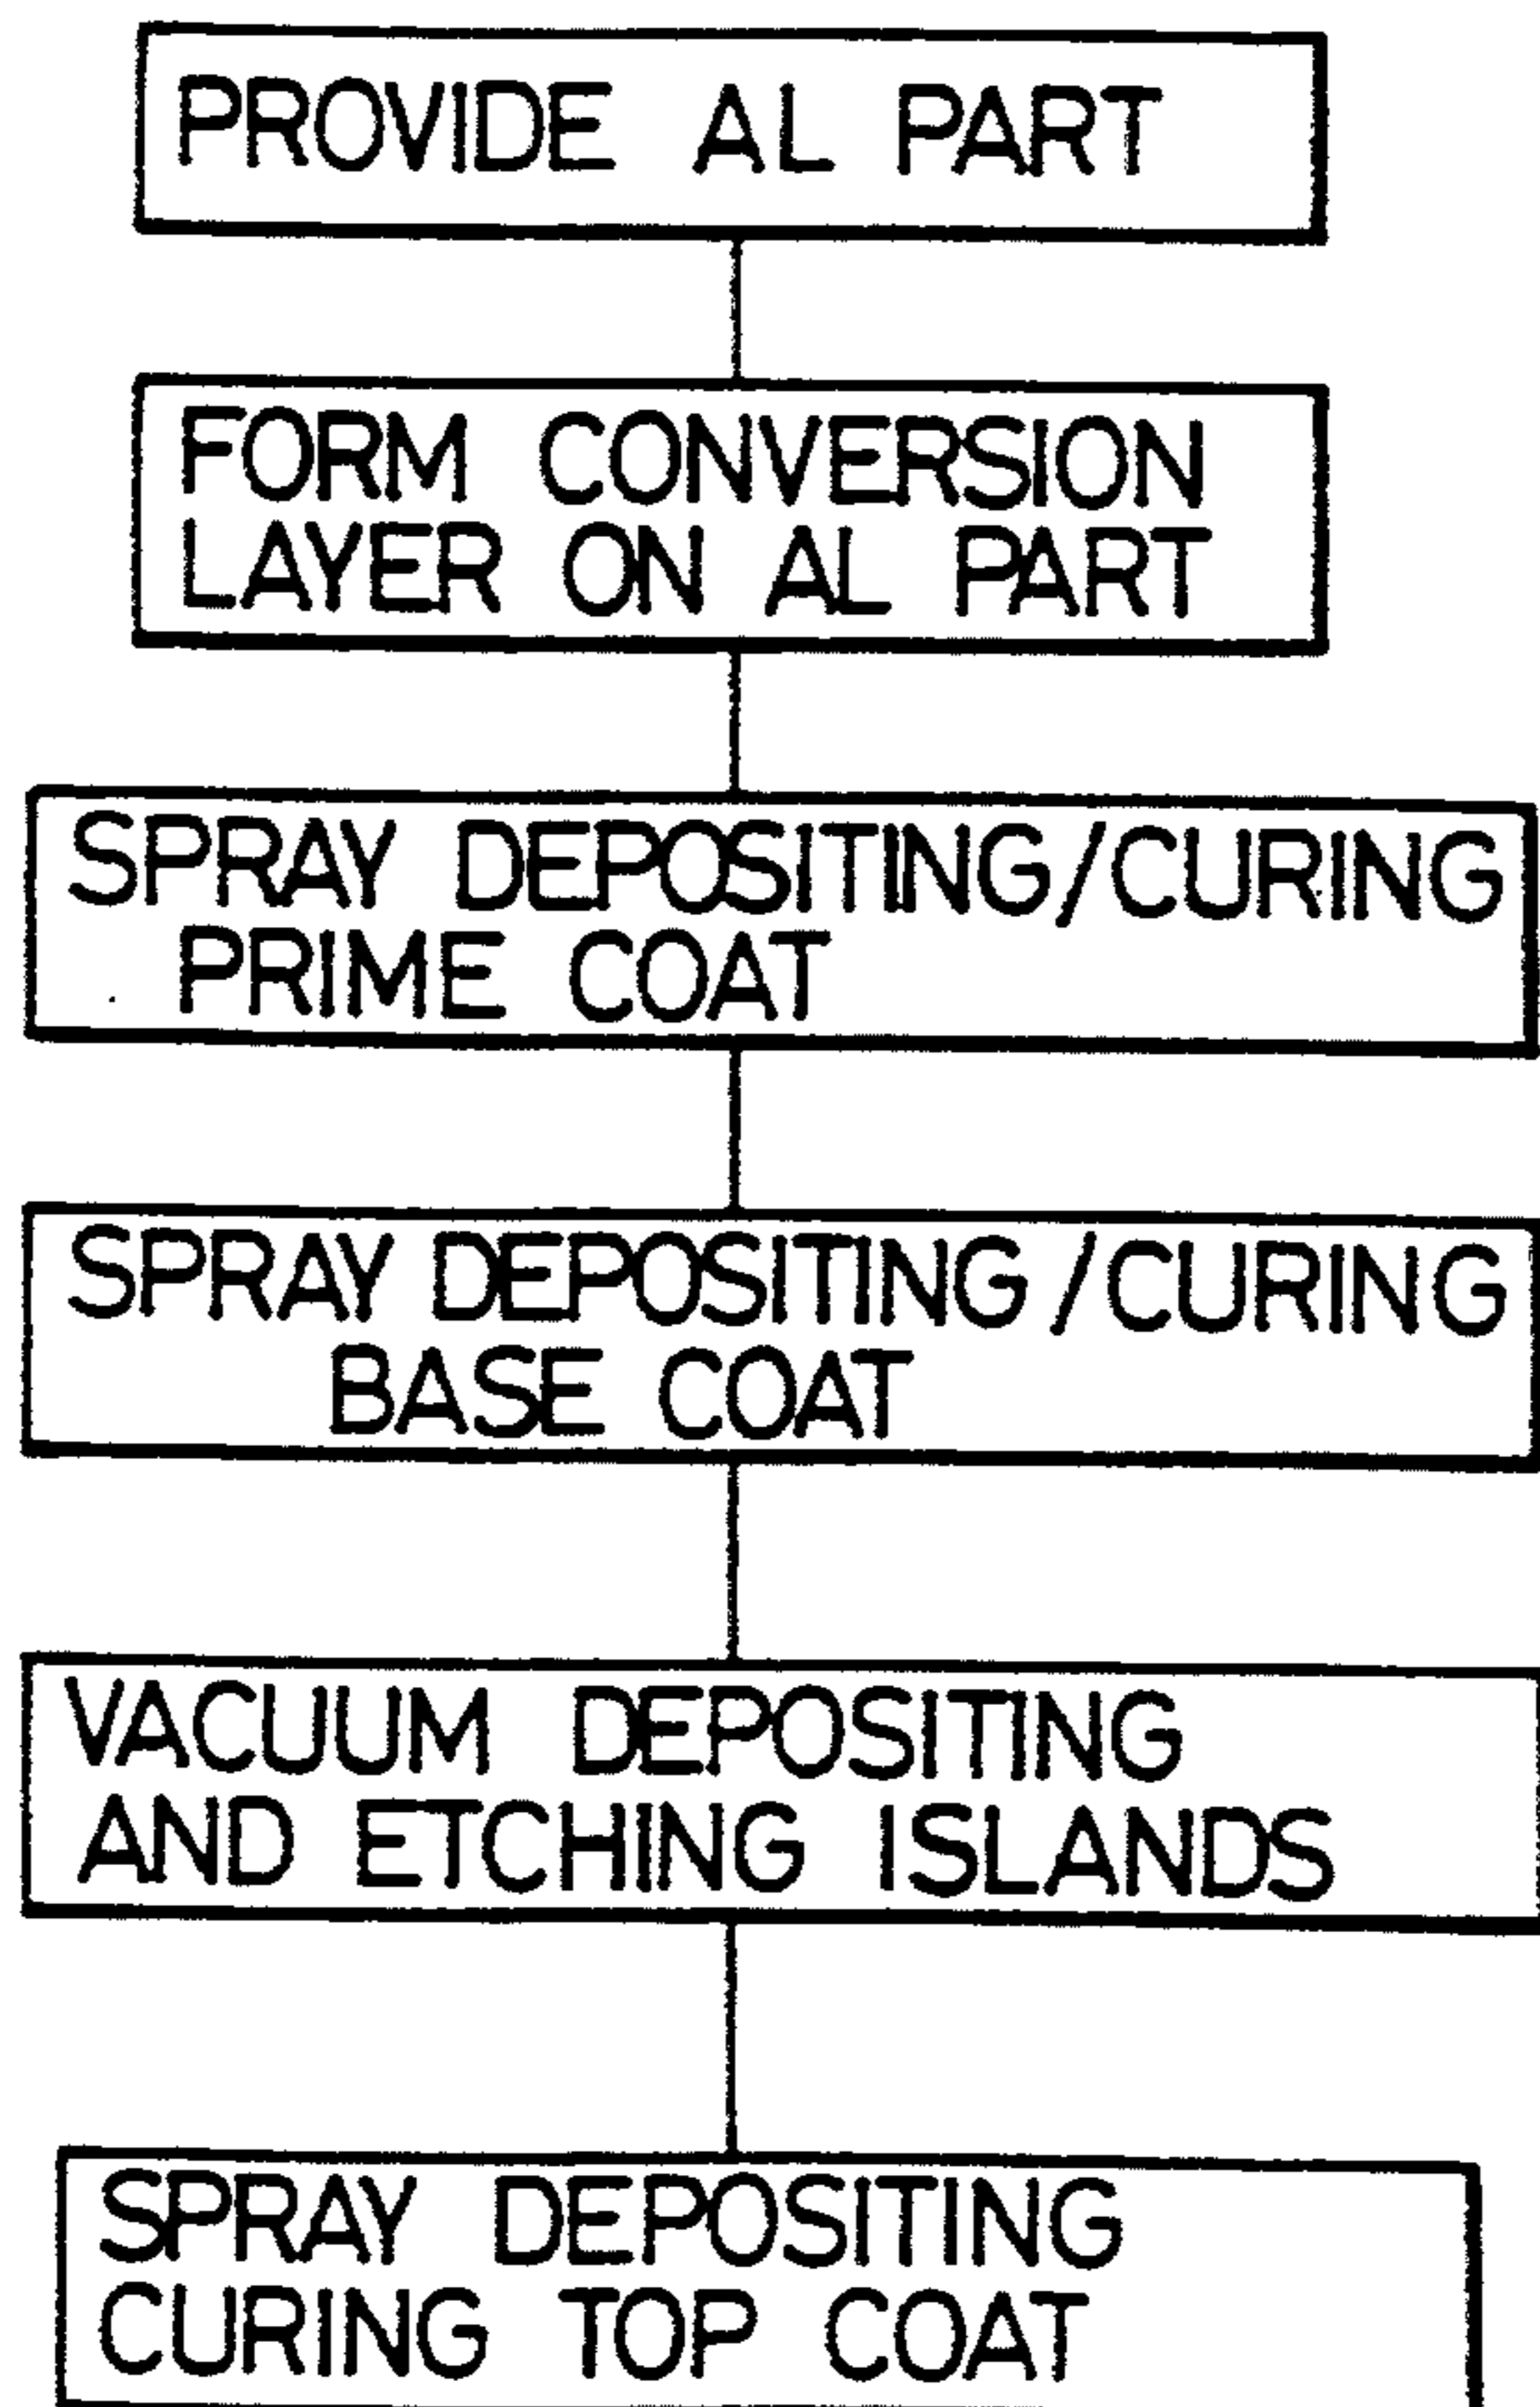 PROVIDE AL PART
FORM CONVERSION
LAYER ON AL PART
SPRAY DEPOSITING/CURING
PRIME COAT
SPRAY DEPOSITING/CURING
BASE COAT
VACUUM DEPOSITING
AND ETCHING ISLANDS
SPRAY DEPOSITING
CURING TOP COAT